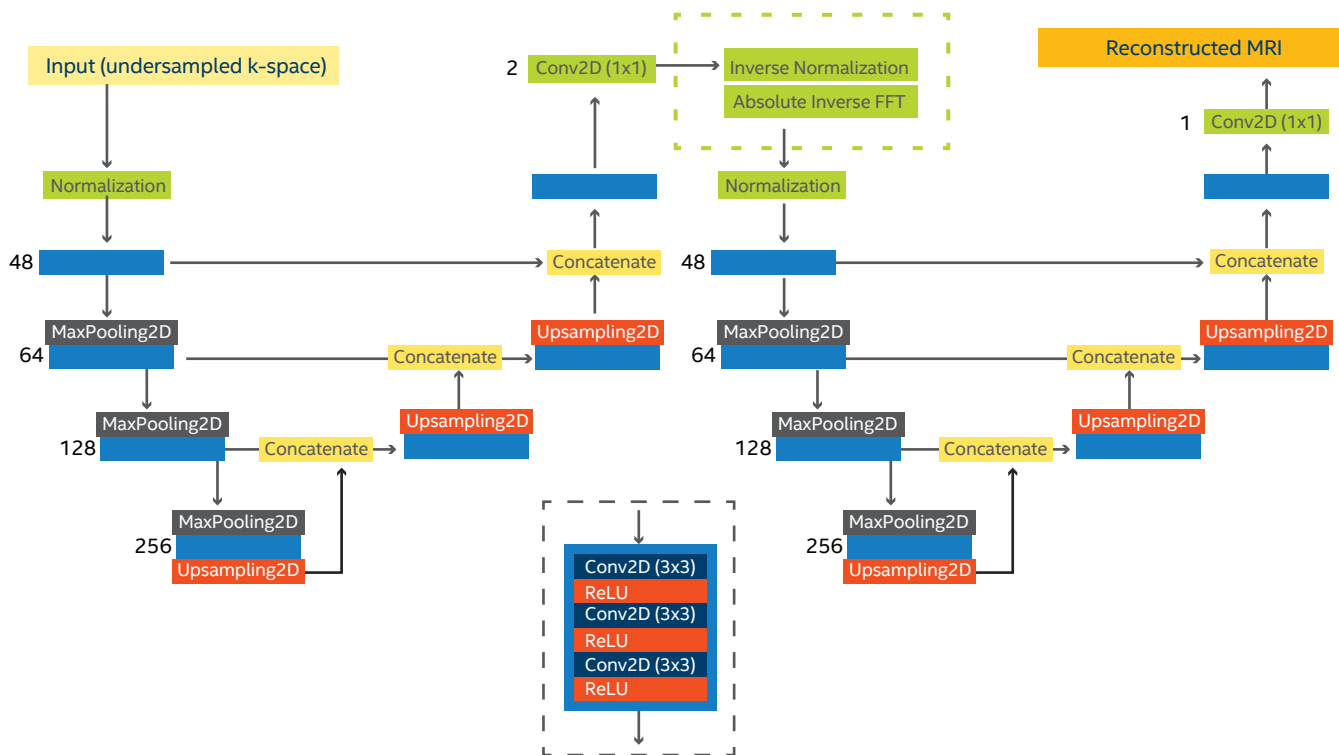 Input (undersampled k-space)
Normalization
48
MaxPooling2D
64
MaxPooling2D
128
MaxPooling2D
256
Upsampling2D
Concatenate
Upsampling2D
Concatenate
Upsampling2D
Concatenate
2
Conv2D (1x1)
Inverse Normalization
Absolute Inverse FFT
Normalization
48
MaxPooling2D
64
MaxPooling2D
128
MaxPooling2D
256
Upsampling2D
Concatenate
Upsampling2D
Concatenate
Upsampling2D
Concatenate
1
Conv2D (1x1)
Reconstructed MRI
Conv2D (3x3)
ReLU
Conv2D (3x3)
ReLU
Conv2D (3x3)
ReLU